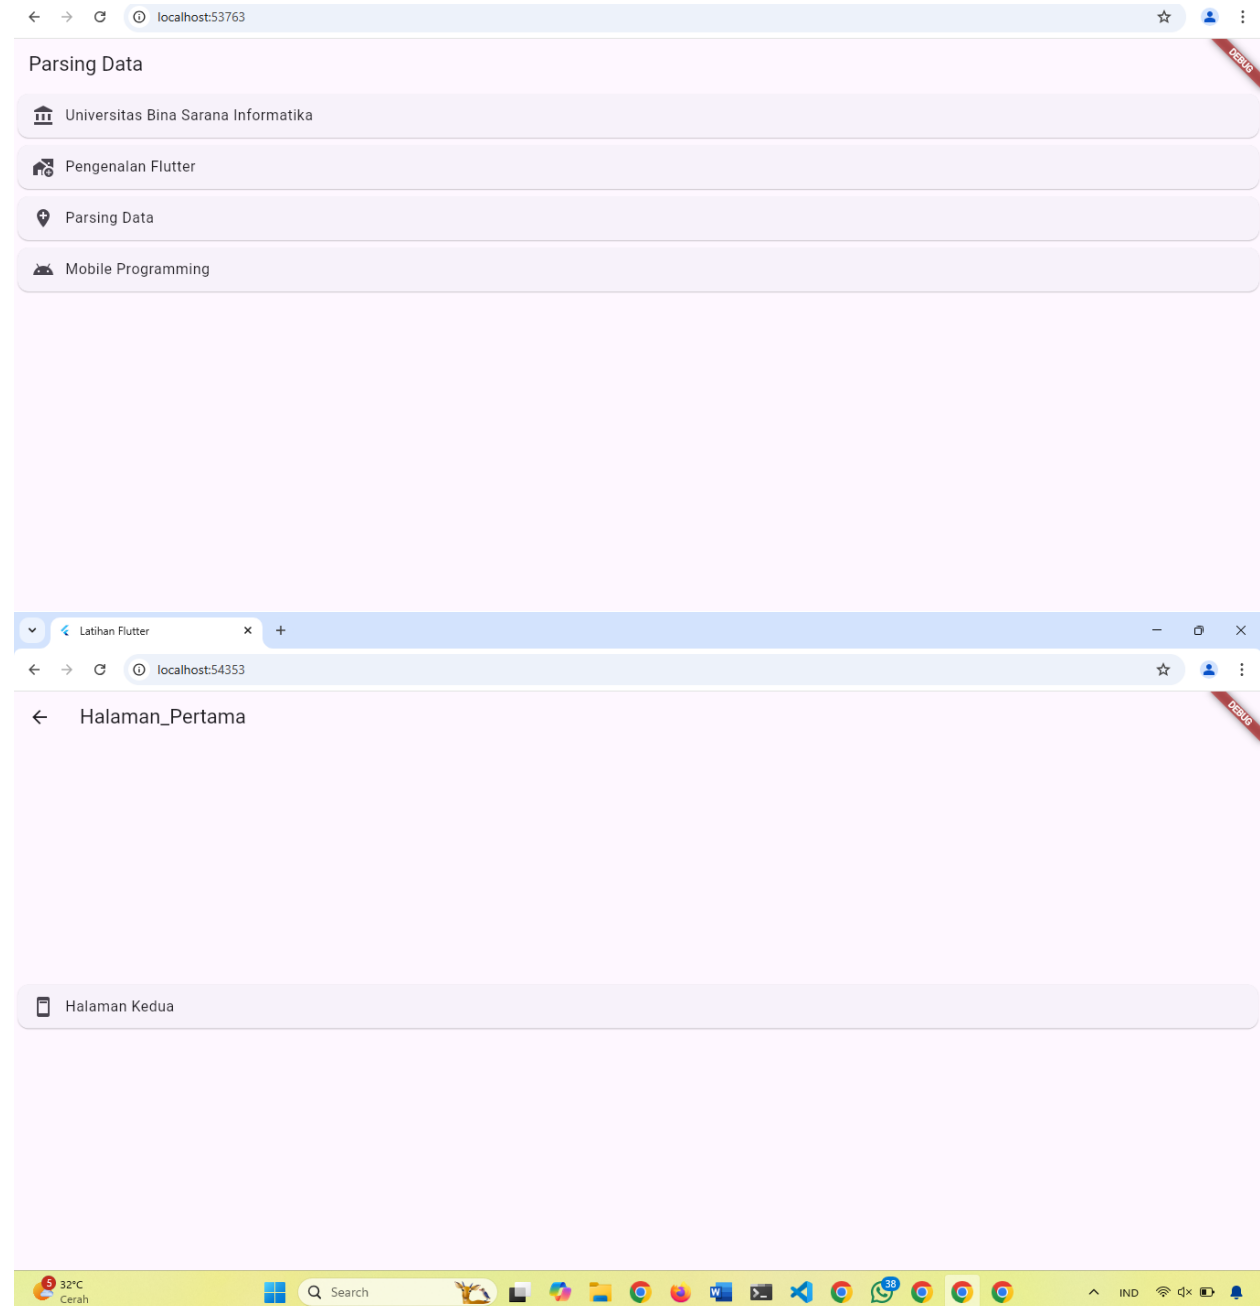 localhost:53763
Parsing Data
DEBUG
Universitas Bina Sarana Informatika
Pengenalan Flutter
Parsing Data
Mobile Programming
Latihan Flutter
localhost:54353
Halaman_Pertama
DEBUG
Halaman Kedua
5
32°C
Cerah
Search
38
IND